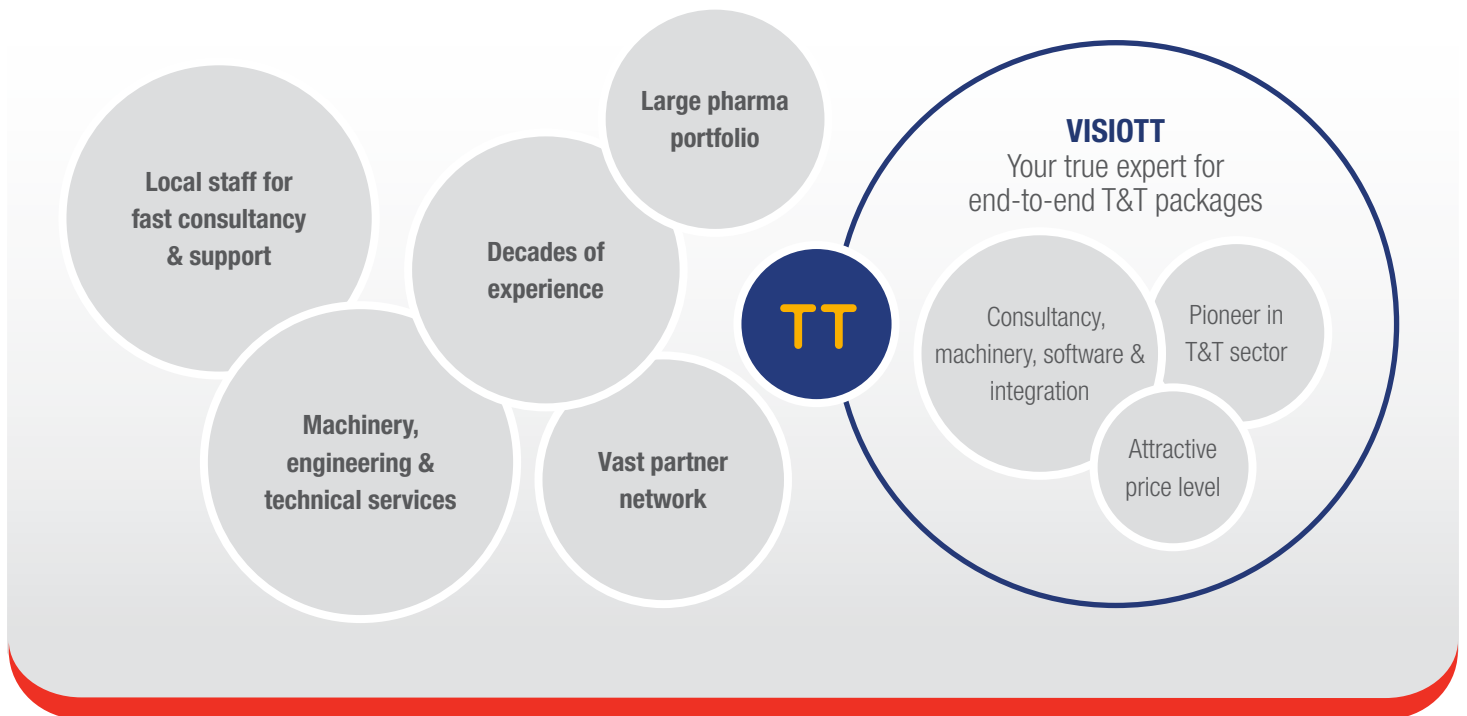 Large pharma
portfolio
Local staff for
fast consultancy
& support
Decades of
experience
Machinery,
engineering &
technical services
Vast partner
network
TT
VISIOTT
Your true expert for
end-to-end T&T packages
Consultancy,
machinery, software &
integration
Pioneer in
T&T sector
Attractive
price level